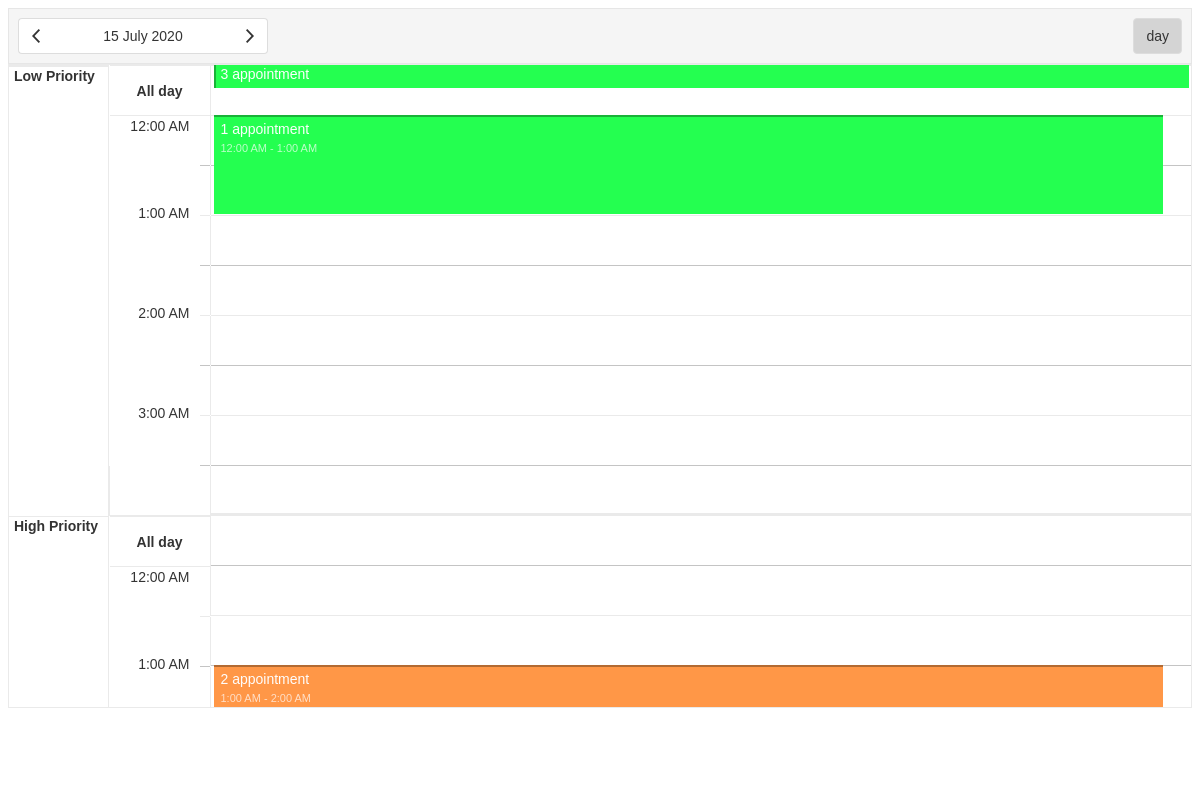 15 July 2020
day
Low Priority
All day
3 appointment
12:00 AM
1 appointment
12:00 AM - 1:00 AM
1:00 AM
2:00 AM
3:00 AM
High Priority
All day
12:00 AM
1:00 AM
2 appointment
1:00 AM - 2:00 AM